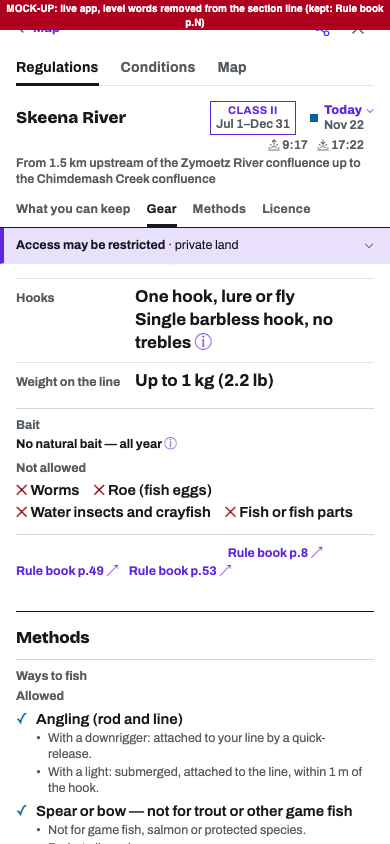 MOCK-UP: live app, level words removed from the section line (kept: Rule book
p.N)
Map
Regulations Conditions Map
Skeena River
CLASS II
Jul 1–Dec 31
Today
Nov 22
9:17 17:22
From 1.5 km upstream of the Zymoetz River confluence up to
the Chimdemash Creek confluence
What you can keep Gear Methods Licence
Access may be restricted · private land
Hooks
One hook, lure or fly
Single barbless hook, no
trebles ⓘ
Weight on the line Up to 1 kg (2.2 lb)
Bait
No natural bait — all year ⓘ
Not allowed
✕ Worms ✕ Roe (fish eggs)
✕ Water insects and crayfish ✕ Fish or fish parts
Rule book p.8 ↗
Rule book p.49 ↗ Rule book p.53 ↗
Methods
Ways to fish
Allowed
✓ Angling (rod and line)
• With a downrigger: attached to your line by a quick-
release.
• With a light: submerged, attached to the line, within 1 m of
the hook.
✓ Spear or bow — not for trout or other game fish
• Not for game fish, salmon or protected species.